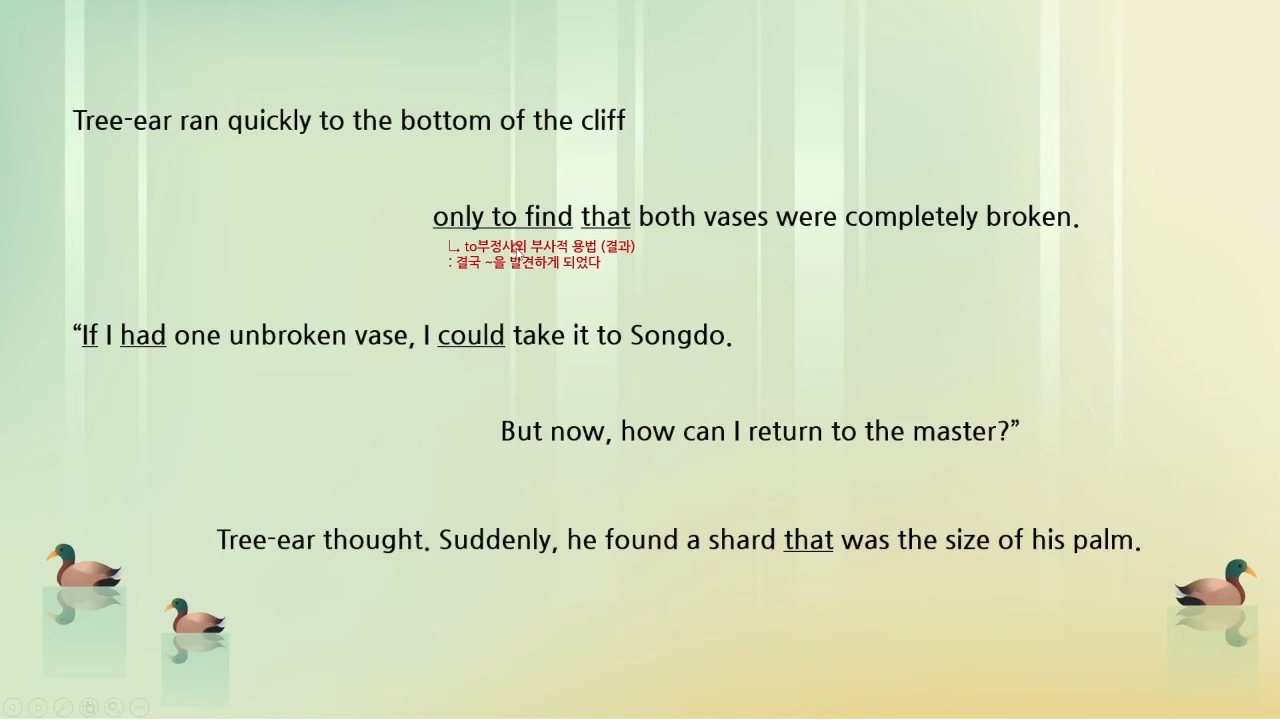 Tree-ear ran quickly to the bottom of the cliff
only to find that both vases were completely broken.
↳ to부정사의 부사적 용법 (결과)
: 결국 ~을 발견하게 되었다
“If I had one unbroken vase, I could take it to Songdo.
But now, how can I return to the master?”
Tree-ear thought. Suddenly, he found a shard that was the size of his palm.